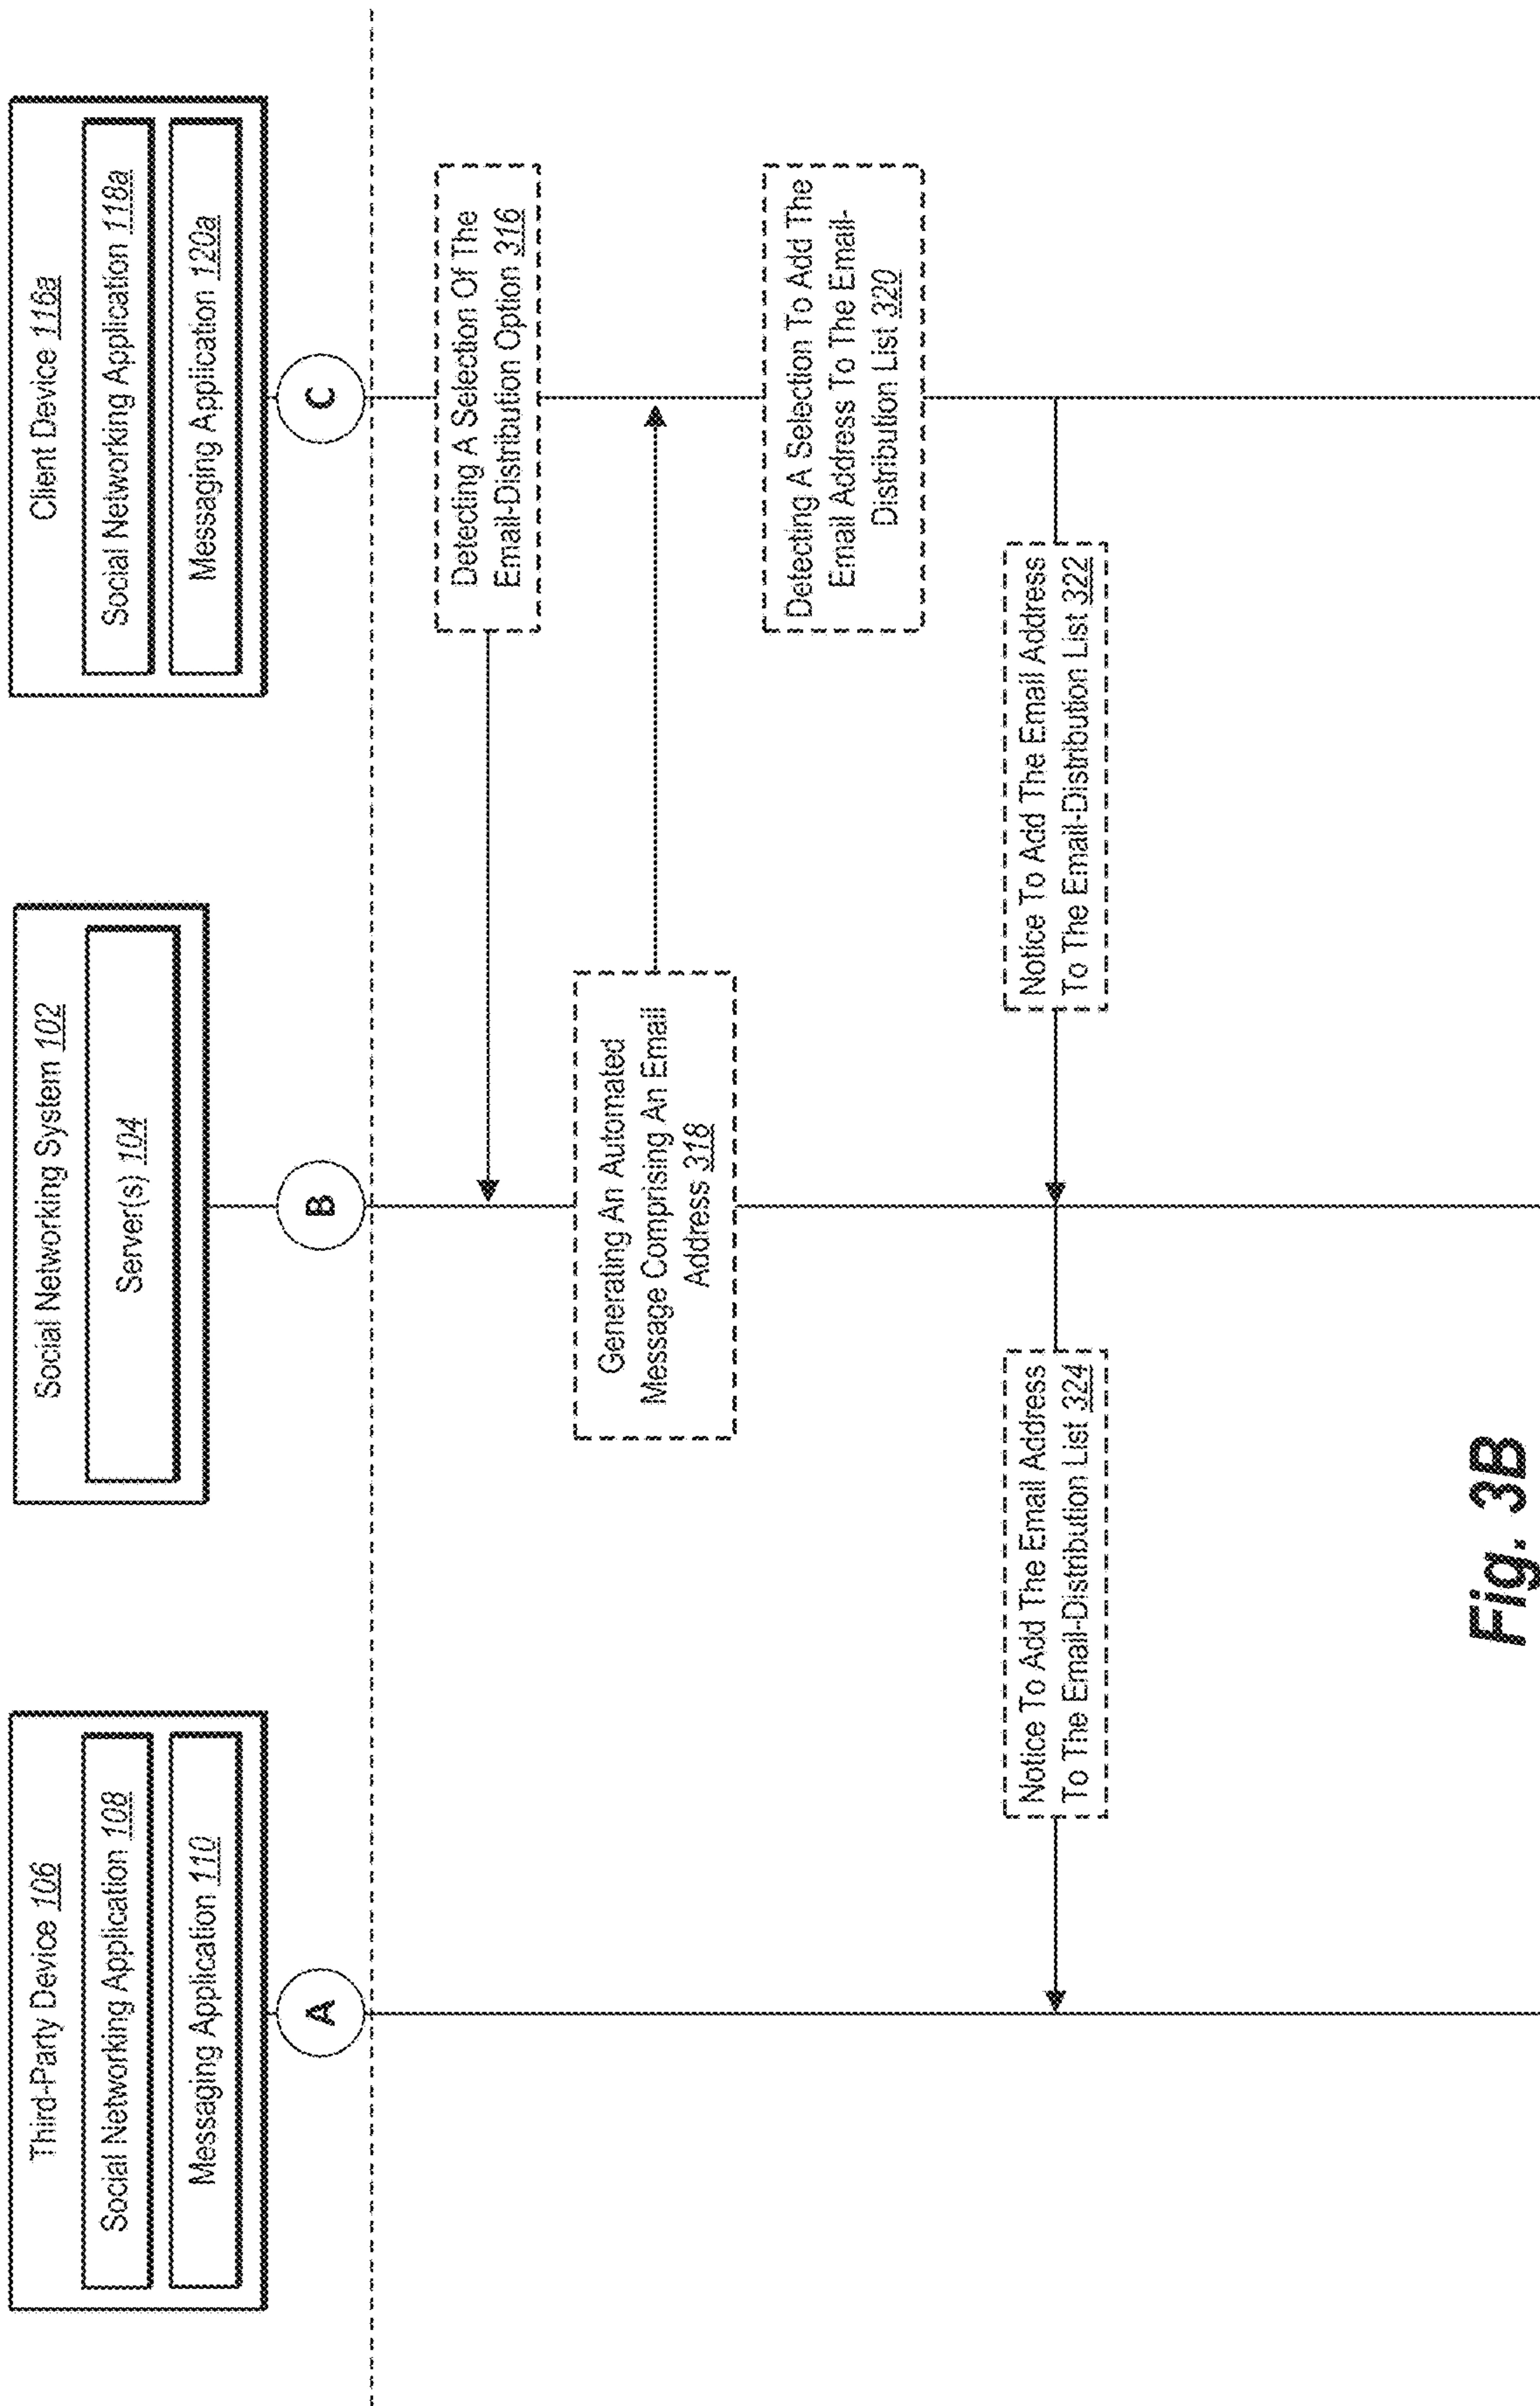 Third-Party Device 106
Social Networking Application 108
Messaging Application 110
Social Networking System 102
Server(s) 104
Client Device 116a
Social Networking Application 118a
Messaging Application 120a
A
B
C
Detecting A Selection Of The
Email-Distribution Option 316
Generating An Automated
Message Comprising An Email
Address 318
Detecting A Selection To Add The
Email Address To The Email-
Distribution List 320
Notice To Add The Email Address
To The Email-Distribution List 324
Notice To Add The Email Address
To The Email-Distribution List 322
Fig. 3B